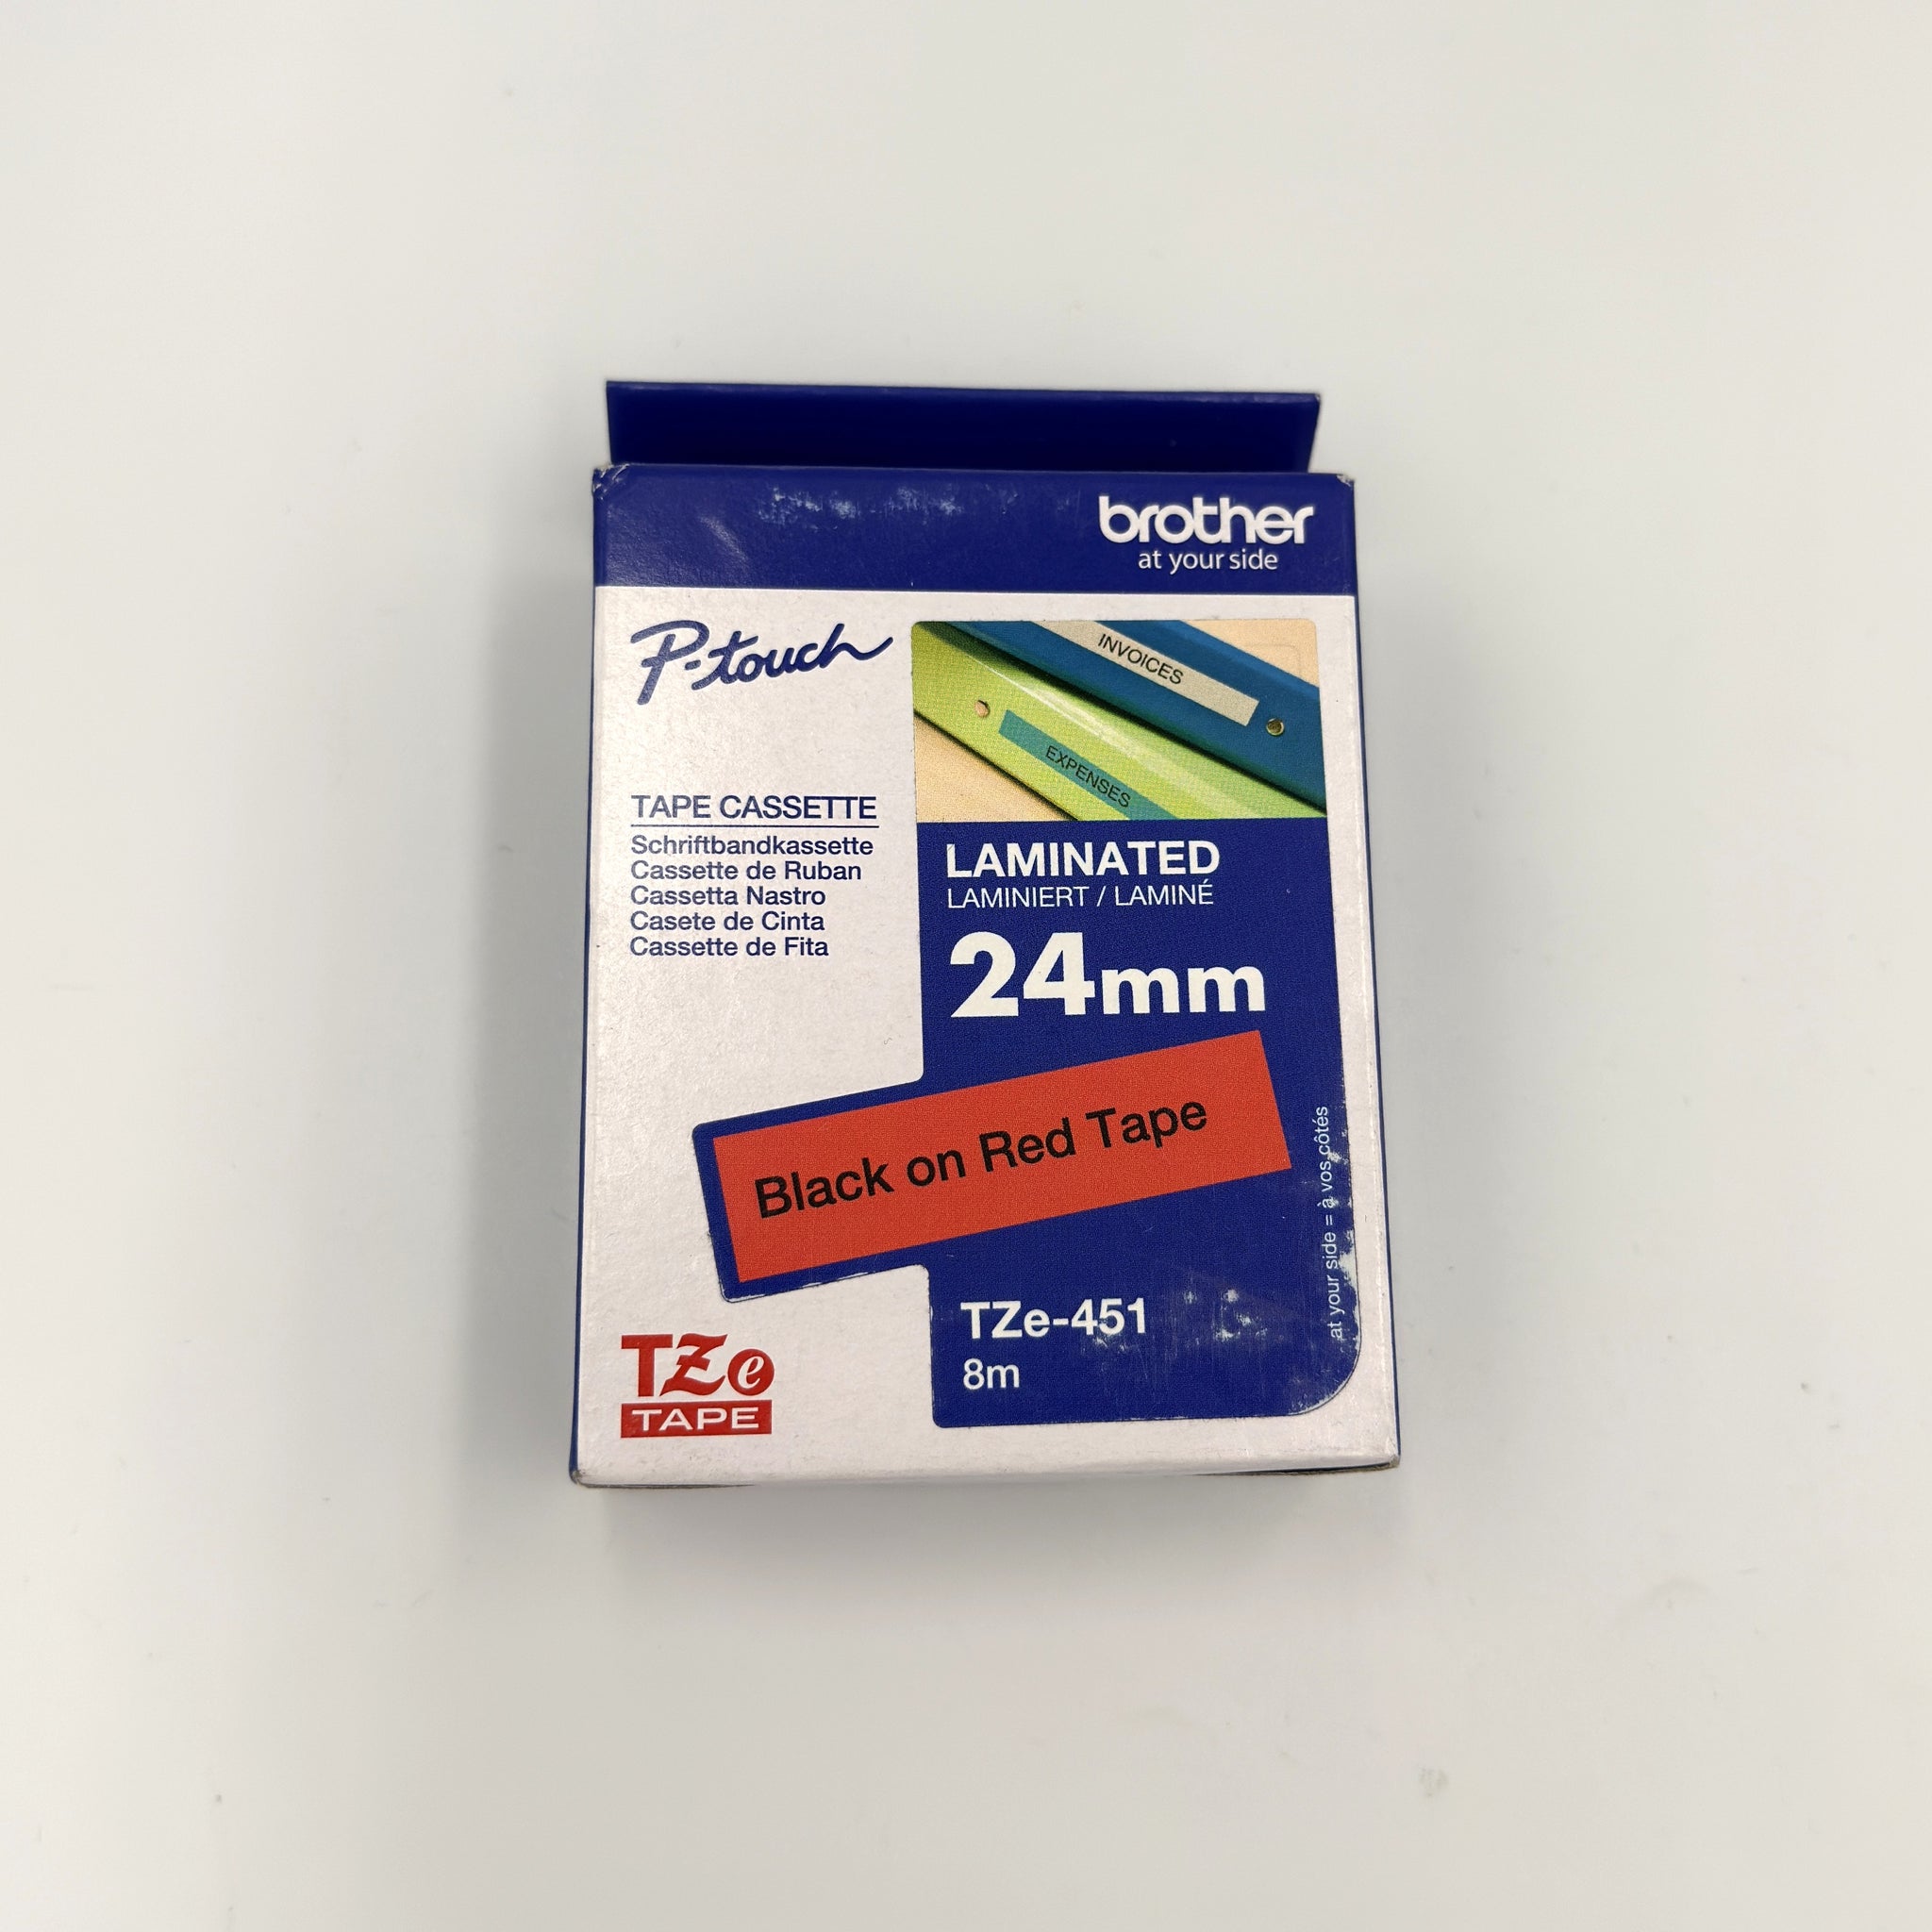 brother
at your side
P-touch
INVOICES
EXPENSES
TAPE CASSETTE
Schriftbandkassette
Cassette de Ruban
Cassetta Nastro
Casete de Cinta
Cassette de Fita
LAMINATED
LAMINIERT / LAMINÉ
24mm
Black on Red Tape
TZe-451
8m
at your side = à vos côtés
TZe
TAPE